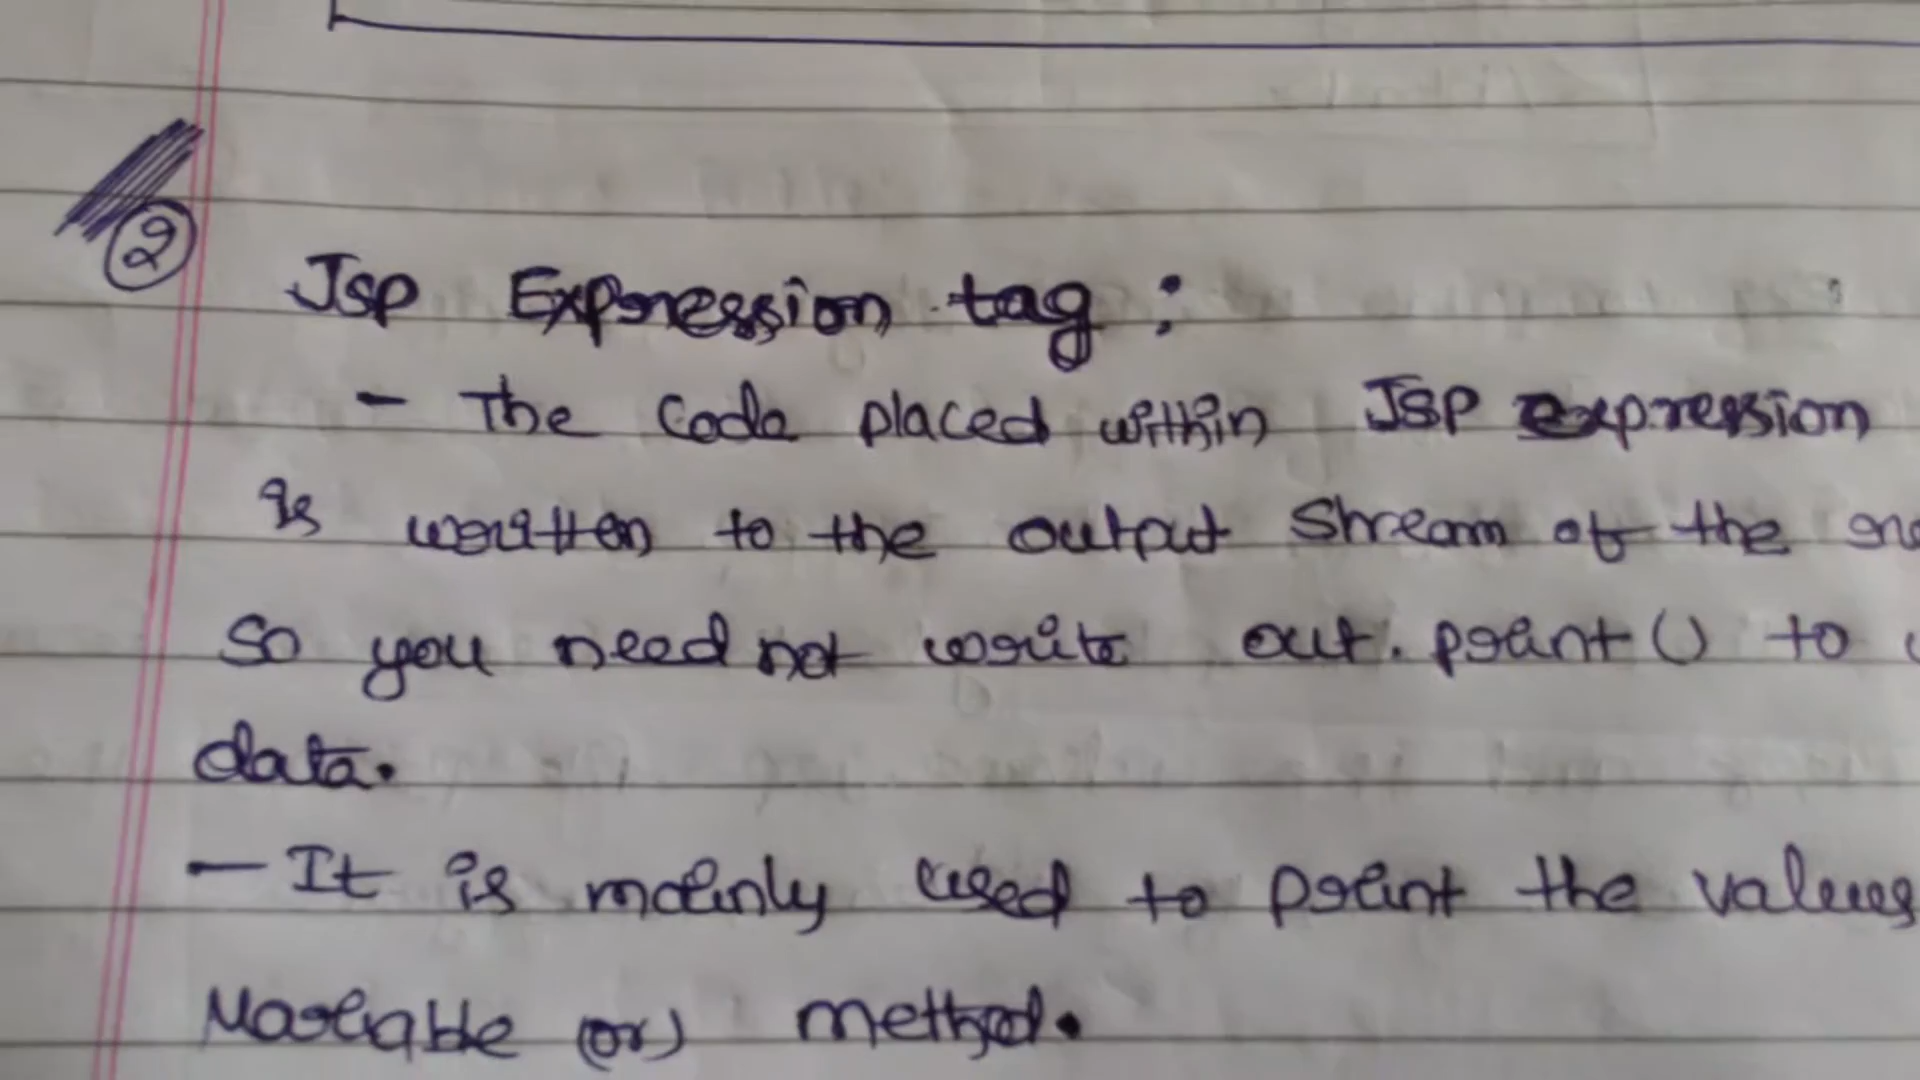 2
Jsp Expression tag :
- The Code placed within JSP expression
is written to the output Stream of the
So you need not write out. print () to
data.
- It is mainly used to print the values
Variable (or) method.